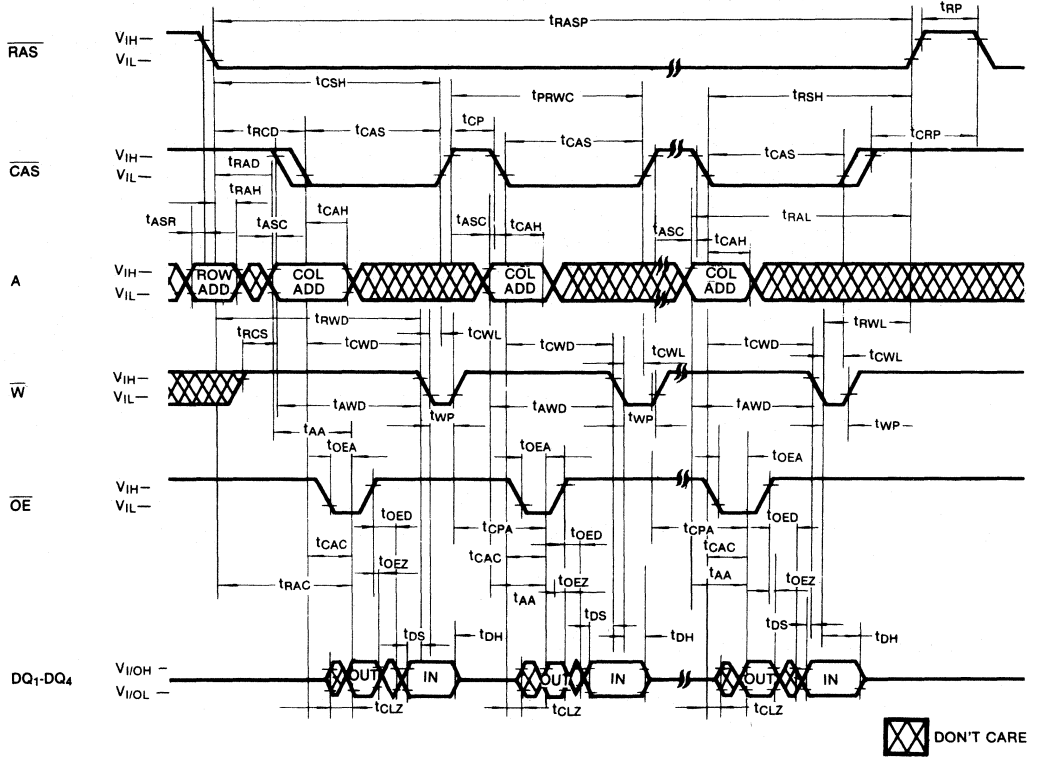 tRASP
tRP
RAS
VIH
VIL
tCSH
tPRWC
tRSH
tRCD
tCAS
tCP
tCAS
tCRP
CAS
VIH
VIL
tCAS
tRAD
tRAH
tRAL
tASR
tASC
tCAH
tASC
tCAH
tASC
tCAH
A
VIH
VIL
ROW ADD
COL ADD
COL ADD
COL ADD
tRWD
tRWL
tRCS
tCWL
tCWD
tCWD
tCWL
tCWD
tCWL
W
VIH
VIL
tAWD
tWP
tAWD
tWP
tAWD
tWP
tAA
tOEA
tOEA
tOEA
OE
VIH
VIL
tOED
tCPA
tOED
tCPA
tOED
tCAC
tCAC
tCAC
tRAC
tOEZ
tAA
tOEZ
tAA
tOEZ
tDS
tDH
tDS
tDH
tDS
tDH
DQ1-DQ4
VI/OH
VI/OL
OUT
IN
OUT
IN
OUT
IN
tCLZ
tCLZ
tCLZ
DON'T CARE